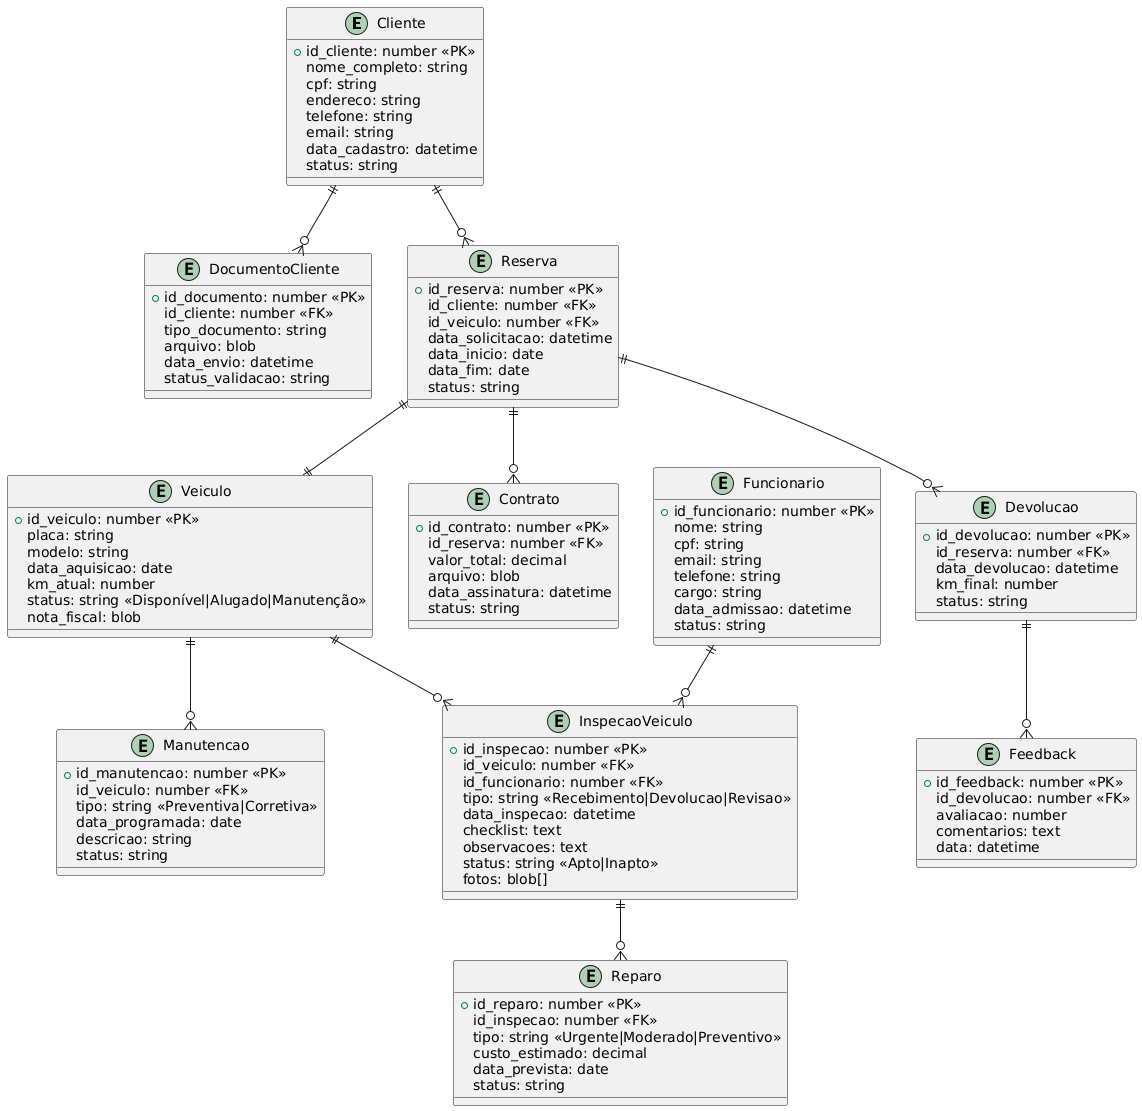 E Cliente
id_cliente: number «PK»
nome_completo: string
cpf: string
endereco: string
telefone: string
email: string
data_cadastro: datetime
status: string
E DocumentoCliente
id_documento: number «PK»
id_cliente: number «FK»
tipo_documento: string
arquivo: blob
data_envio: datetime
status_validacao: string
E Reserva
id_reserva: number «PK»
id_cliente: number «FK»
id_veiculo: number «FK»
data_solicitacao: datetime
data_inicio: date
data_fim: date
status: string
E Veiculo
id_veiculo: number «PK»
placa: string
modelo: string
data_aquisicao: date
km_atual: number
status: string «Disponível|Alugado|Manutenção»
nota_fiscal: blob
E Contrato
id_contrato: number «PK»
id_reserva: number «FK»
valor_total: decimal
arquivo: blob
data_assinatura: datetime
status: string
E Funcionario
id_funcionario: number «PK»
nome: string
cpf: string
email: string
telefone: string
cargo: string
data_admissao: datetime
status: string
E Devolucao
id_devolucao: number «PK»
id_reserva: number «FK»
data_devolucao: datetime
km_final: number
status: string
E Manutencao
id_manutencao: number «PK»
id_veiculo: number «FK»
tipo: string «Preventiva|Corretiva»
data_programada: date
descricao: string
status: string
E InspecaoVeiculo
id_inspecao: number «PK»
id_veiculo: number «FK»
id_funcionario: number «FK»
tipo: string «Recebimento|Devolucao|Revisao»
data_inspecao: datetime
checklist: text
observacoes: text
status: string «Apto|Inapto»
fotos: blob[]
E Feedback
id_feedback: number «PK»
id_devolucao: number «FK»
avaliacao: number
comentarios: text
data: datetime
E Reparo
id_reparo: number «PK»
id_inspecao: number «FK»
tipo: string «Urgente|Moderado|Preventivo»
custo_estimado: decimal
data_prevista: date
status: string